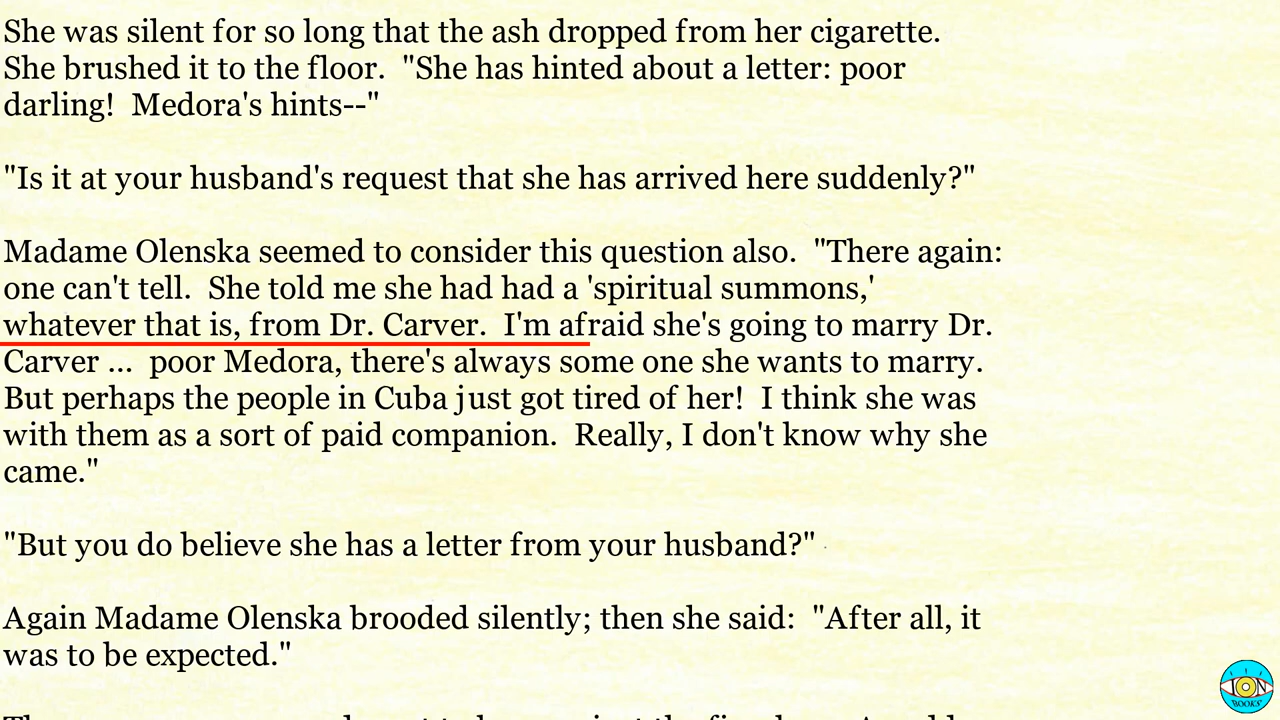 She was silent for so long that the ash dropped from her cigarette.
She brushed it to the floor.  "She has hinted about a letter: poor
darling!  Medora's hints--"
"Is it at your husband's request that she has arrived here suddenly?"
Madame Olenska seemed to consider this question also.  "There again:
one can't tell.  She told me she had had a 'spiritual summons,'
whatever that is, from Dr. Carver.  I'm afraid she's going to marry Dr.
Carver ...  poor Medora, there's always some one she wants to marry.
But perhaps the people in Cuba just got tired of her!  I think she was
with them as a sort of paid companion.  Really, I don't know why she
came."
"But you do believe she has a letter from your husband?"
Again Madame Olenska brooded silently; then she said:  "After all, it
was to be expected."
ION
BOOKS